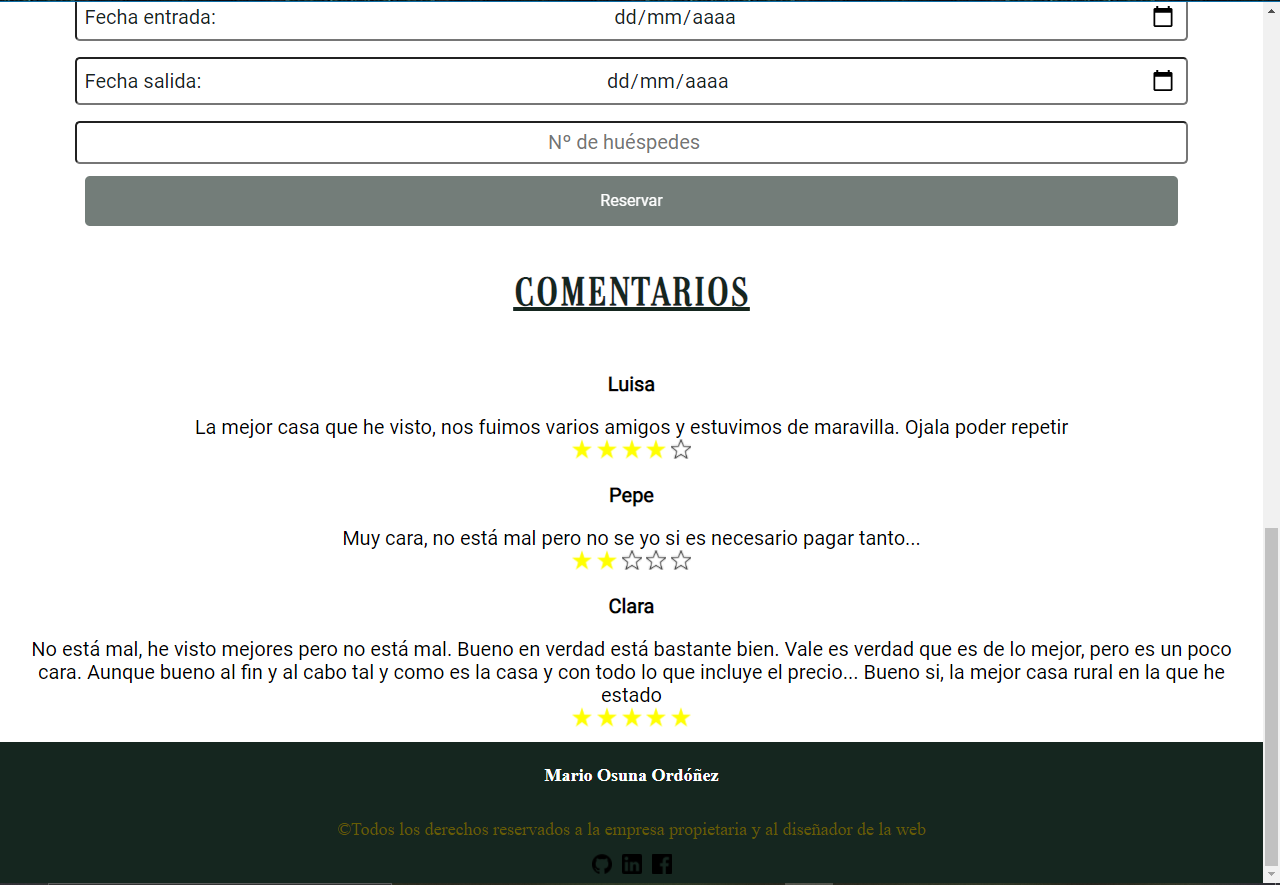 Fecha entrada: dd/mm/aaaa
Fecha salida: dd/mm/aaaa
Nº de huéspedes
Reservar
COMENTARIOS
Luisa
La mejor casa que he visto, nos fuimos varios amigos y estuvimos de maravilla. Ojala poder repetir
Pepe
Muy cara, no está mal pero no se yo si es necesario pagar tanto...
Clara
No está mal, he visto mejores pero no está mal. Bueno en verdad está bastante bien. Vale es verdad que es de lo mejor, pero es un poco
cara. Aunque bueno al fin y al cabo tal y como es la casa y con todo lo que incluye el precio... Bueno si, la mejor casa rural en la que he
estado
Mario Osuna Ordóñez
©Todos los derechos reservados a la empresa propietaria y al diseñador de la web